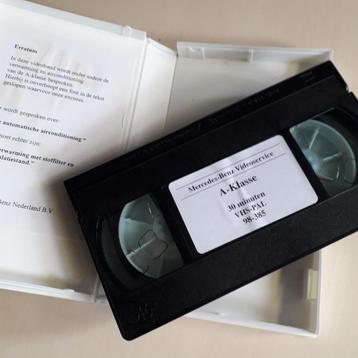 Erratum
In deze videoband wordt onder andere de
verwarming en airconditioning
van de A-klasse besproken.
Hierbij is onverhoopt een fout in de tekst
geslopen waarvoor onze excuses.
wordt gesproken over:
automatische airconditioning."
moet echter zijn:
verwarming met stoffilter en
Benz Nederland B.V.
Mercedes-Benz Videoservice
A-Klasse
30 minuten
VHS-PAL
98-385